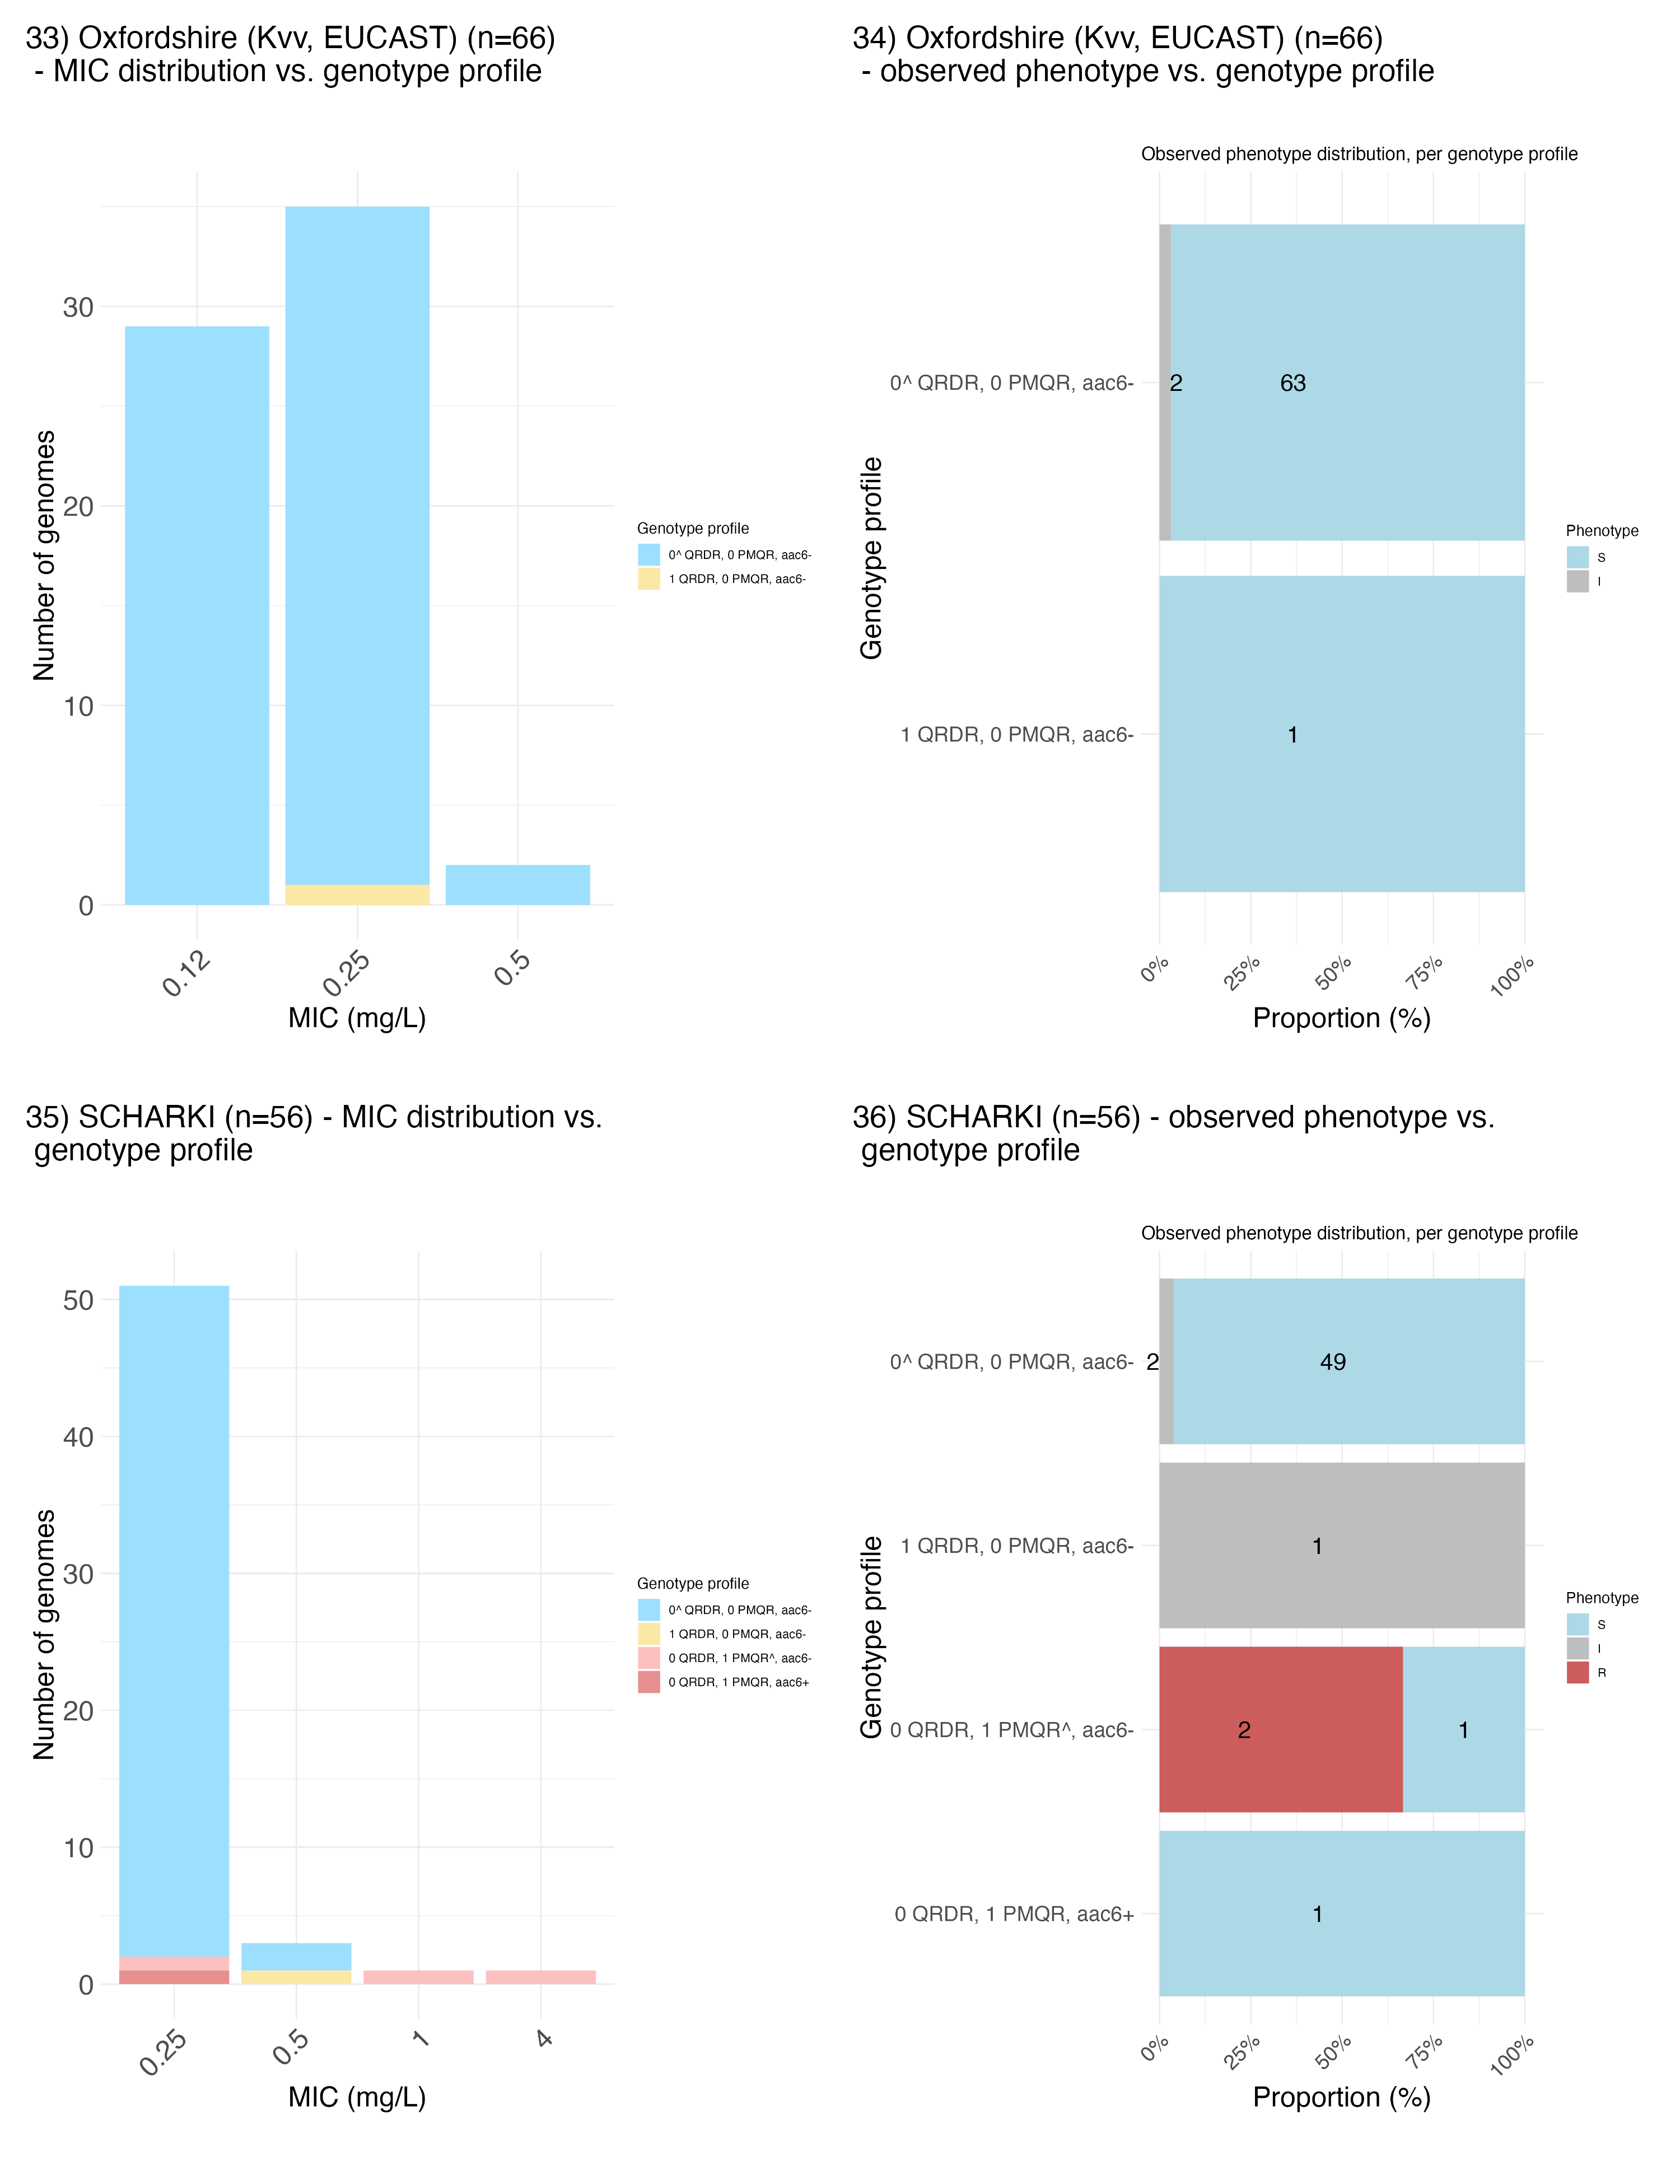 33) Oxfordshire (Kvv, EUCAST) (n=66)
- MIC distribution vs. genotype profile
Number of genomes
30
20
10
0
0.12
0.25
0.5
MIC (mg/L)
Genotype profile
0^ QRDR, 0 PMQR, aac6-
1 QRDR, 0 PMQR, aac6-
34) Oxfordshire (Kvv, EUCAST) (n=66)
- observed phenotype vs. genotype profile
Observed phenotype distribution, per genotype profile
Genotype profile
0^ QRDR, 0 PMQR, aac6-
2
63
1 QRDR, 0 PMQR, aac6-
1
0%
25%
50%
75%
100%
Proportion (%)
Phenotype
S
I
35) SCHARKI (n=56) - MIC distribution vs.
genotype profile
Number of genomes
50
40
30
20
10
0
0.25
0.5
1
4
MIC (mg/L)
Genotype profile
0^ QRDR, 0 PMQR, aac6-
1 QRDR, 0 PMQR, aac6-
0 QRDR, 1 PMQR^, aac6-
0 QRDR, 1 PMQR, aac6+
36) SCHARKI (n=56) - observed phenotype vs.
genotype profile
Observed phenotype distribution, per genotype profile
Genotype profile
0^ QRDR, 0 PMQR, aac6-
2
49
1 QRDR, 0 PMQR, aac6-
1
0 QRDR, 1 PMQR^, aac6-
2
1
0 QRDR, 1 PMQR, aac6+
1
0%
25%
50%
75%
100%
Proportion (%)
Phenotype
S
I
R